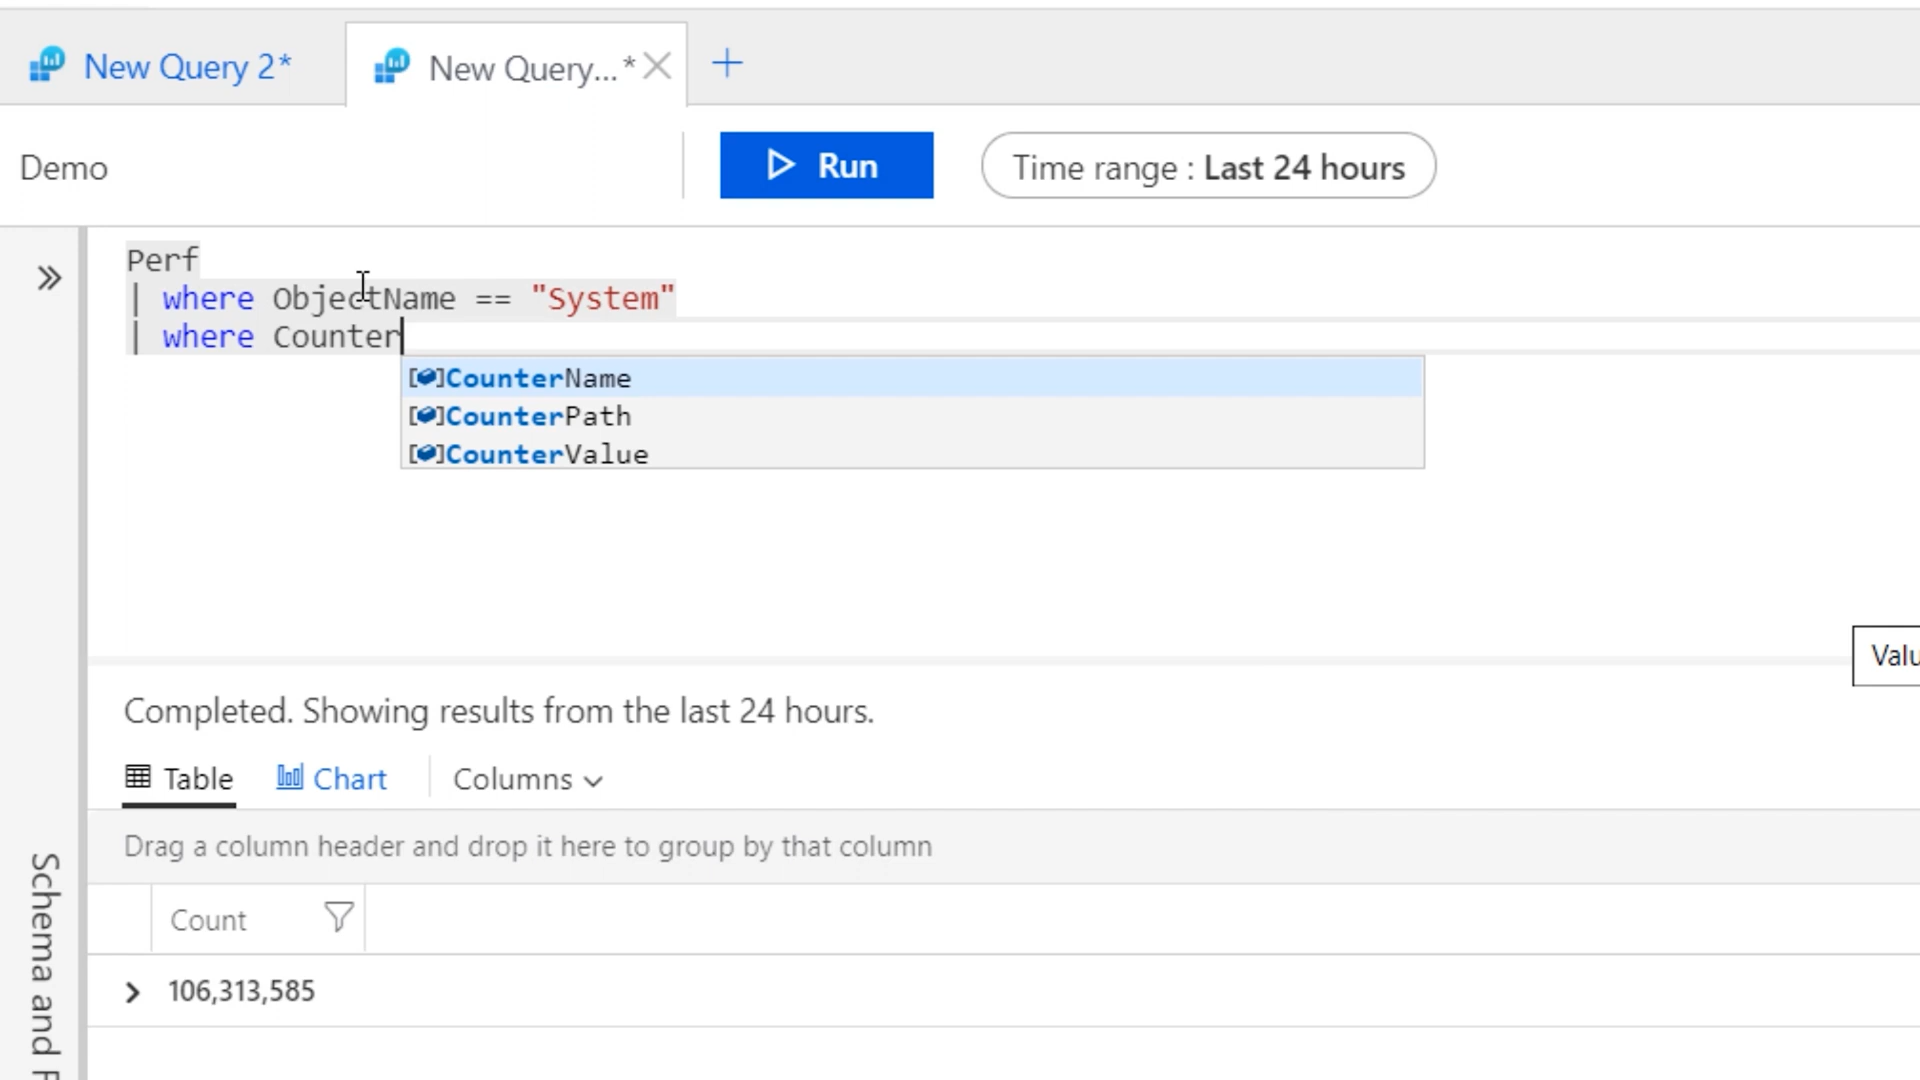 New Query 2*
New Query...*
Demo
Run
Time range : Last 24 hours
Perf
| where ObjectName == "System"
| where Counter
CounterName
CounterPath
CounterValue
Valu
Completed. Showing results from the last 24 hours.
Table
Chart
Columns
Drag a column header and drop it here to group by that column
Count
106,313,585
Schema and F